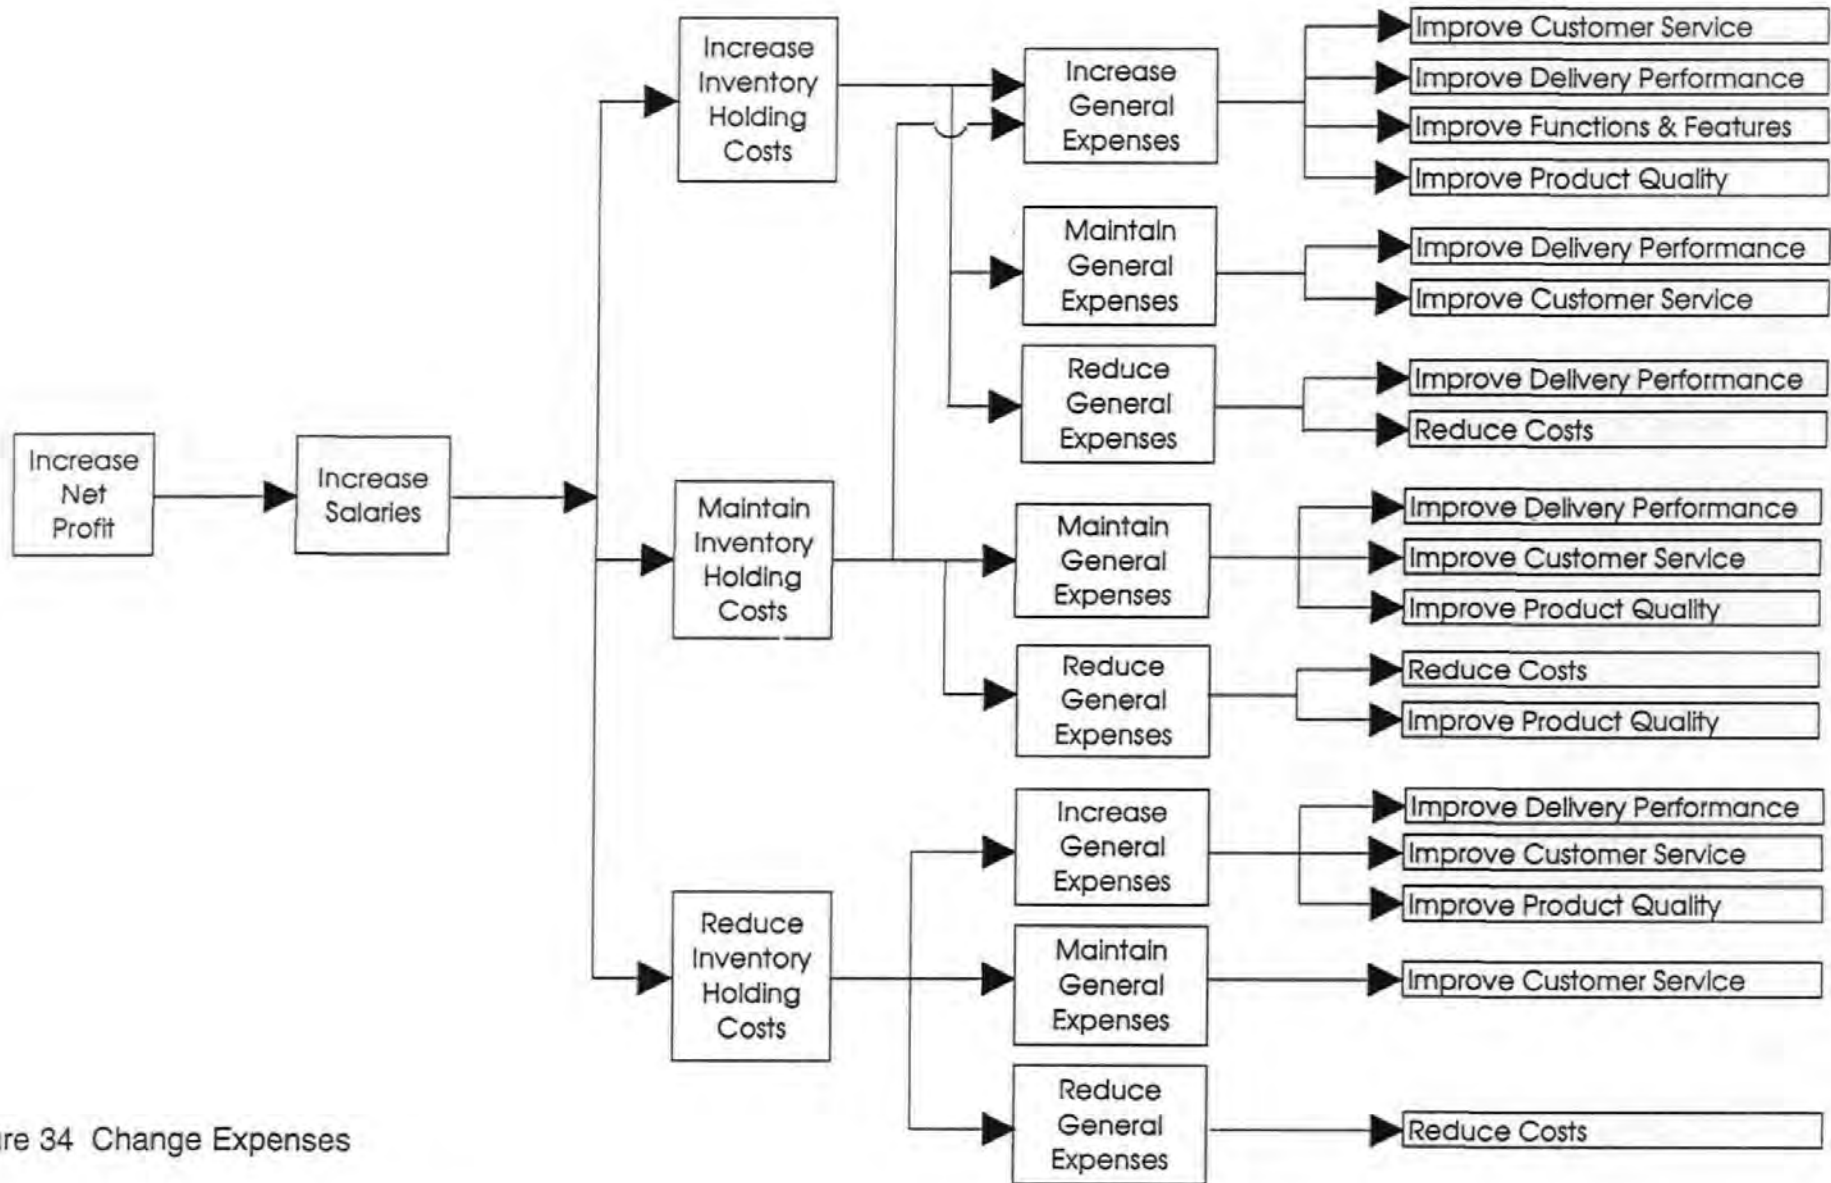 Increase
Net
Profit
Increase
Salaries
Increase
Inventory
Holding
Costs
Maintain
Inventory
Holding
Costs
Reduce
Inventory
Holding
Costs
Increase
General
Expenses
Maintain
General
Expenses
Reduce
General
Expenses
Maintain
General
Expenses
Reduce
General
Expenses
Increase
General
Expenses
Maintain
General
Expenses
Reduce
General
Expenses
Improve Customer Service
Improve Delivery Performance
Improve Functions & Features
Improve Product Quality
Improve Delivery Performance
Improve Customer Service
Improve Delivery Performance
Reduce Costs
Improve Delivery Performance
Improve Customer Service
Improve Product Quality
Reduce Costs
Improve Product Quality
Improve Delivery Performance
Improve Customer Service
Improve Product Quality
Improve Customer Service
Reduce Costs
re 34 Change Expenses